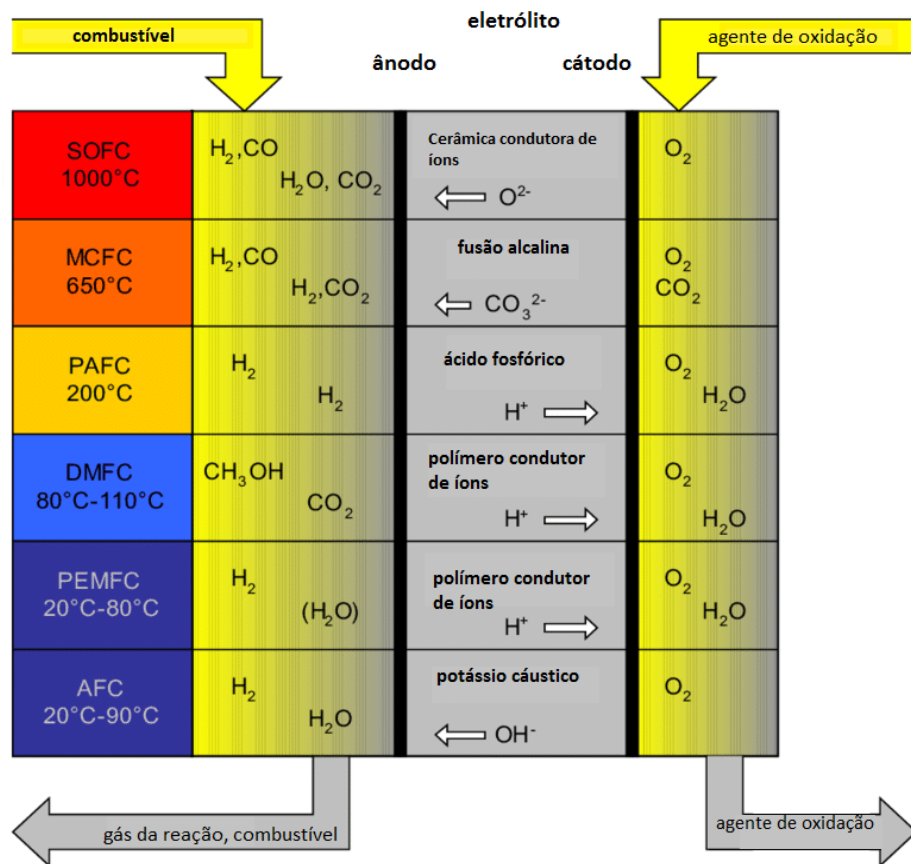 eletrólito
combustível
agente de oxidação
ânodo
cátodo
SOFC
1000°C
H₂,CO
H₂O, CO₂
Cerâmica condutora de
íons
O²⁻
O₂
MCFC
650°C
H₂,CO
H₂,CO₂
fusão alcalina
CO₃²⁻
O₂
CO₂
PAFC
200°C
H₂
H₂
ácido fosfórico
H⁺
O₂
H₂O
DMFC
80°C-110°C
CH₃OH
CO₂
polímero condutor
de íons
H⁺
O₂
H₂O
PEMFC
20°C-80°C
H₂
(H₂O)
polímero condutor
de íons
H⁺
O₂
H₂O
AFC
20°C-90°C
H₂
H₂O
potássio cáustico
OH⁻
O₂
gás da reação, combustível
agente de oxidação